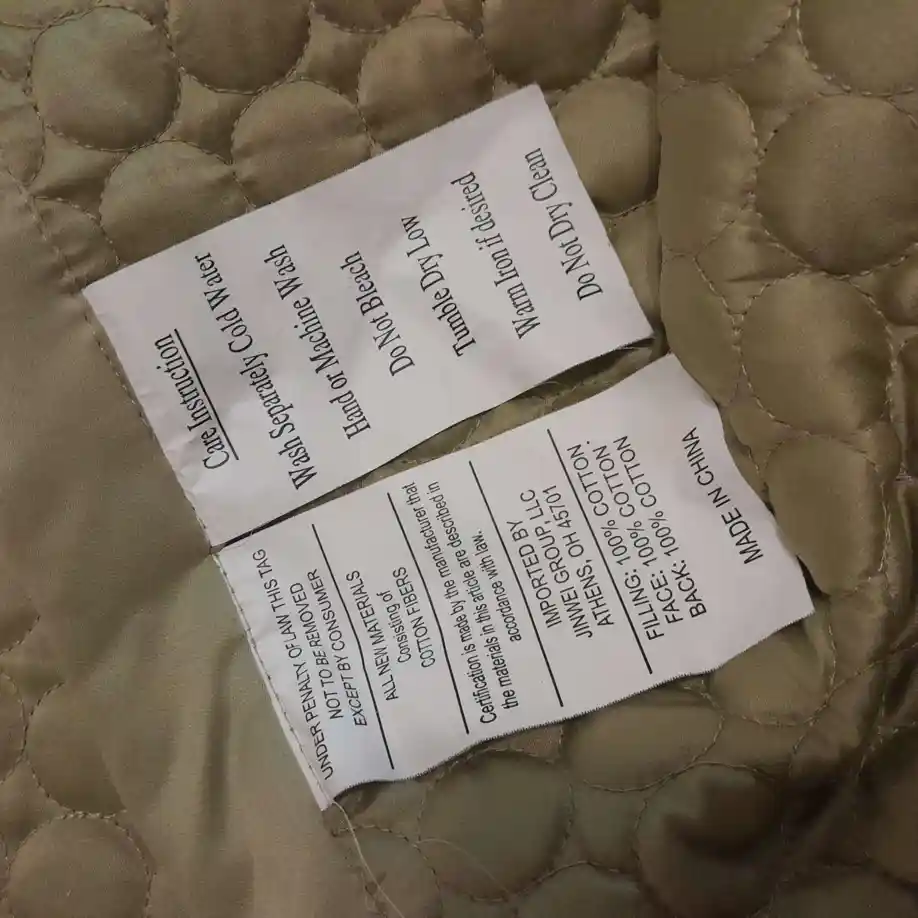 Care Instruction
Wash Separately Cold Water
Hand or Machine Wash
Do Not Bleach
Tumble Dry Low
Warm Iron if desired
Do Not Dry Clean
UNDER PENALTY OF LAW THIS TAG
NOT TO BE REMOVED
EXCEPT BY CONSUMER
ALL NEW MATERIALS
Consisting of
COTTON FIBERS
Certification is made by the manufacturer that
the materials in this article are described in
accordance with law.
IMPORTED BY
JINWEI GROUP, LLC
ATHENS, OH 45701
FILLING: 100% COTTON.
FACE: 100% COTTON.
BACK: 100% COTTON
MADE IN CHINA